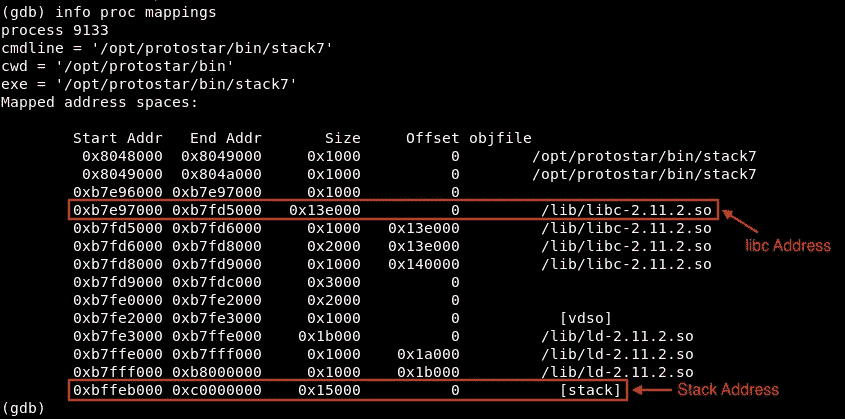 (gdb) info proc mappings
process 9133
cmdline = '/opt/protostar/bin/stack7'
cwd = '/opt/protostar/bin'
exe = '/opt/protostar/bin/stack7'
Mapped address spaces:
Start Addr End Addr Size Offset objfile
0x8048000 0x8049000 0x1000 0 /opt/protostar/bin/stack7
0x8049000 0x804a000 0x1000 0 /opt/protostar/bin/stack7
0xb7e96000 0xb7e97000 0x1000 0
0xb7e97000 0xb7fd5000 0x13e000 0 /lib/libc-2.11.2.so
0xb7fd5000 0xb7fd6000 0x1000 0x13e000 /lib/libc-2.11.2.so
libc Address
0xb7fd6000 0xb7fd8000 0x2000 0x13e000 /lib/libc-2.11.2.so
0xb7fd8000 0xb7fd9000 0x1000 0x140000 /lib/libc-2.11.2.so
0xb7fd9000 0xb7fdc000 0x3000 0
0xb7fe0000 0xb7fe2000 0x2000 0
0xb7fe2000 0xb7fe3000 0x1000 0 [vdso]
0xb7fe3000 0xb7ffe000 0x1b000 0 /lib/ld-2.11.2.so
0xb7ffe000 0xb7fff000 0x1000 0x1a000 /lib/ld-2.11.2.so
0xb7fff000 0xb8000000 0x1000 0x1b000 /lib/ld-2.11.2.so
0xbffeb000 0xc0000000 0x15000 0 [stack] Stack Address
(gdb)